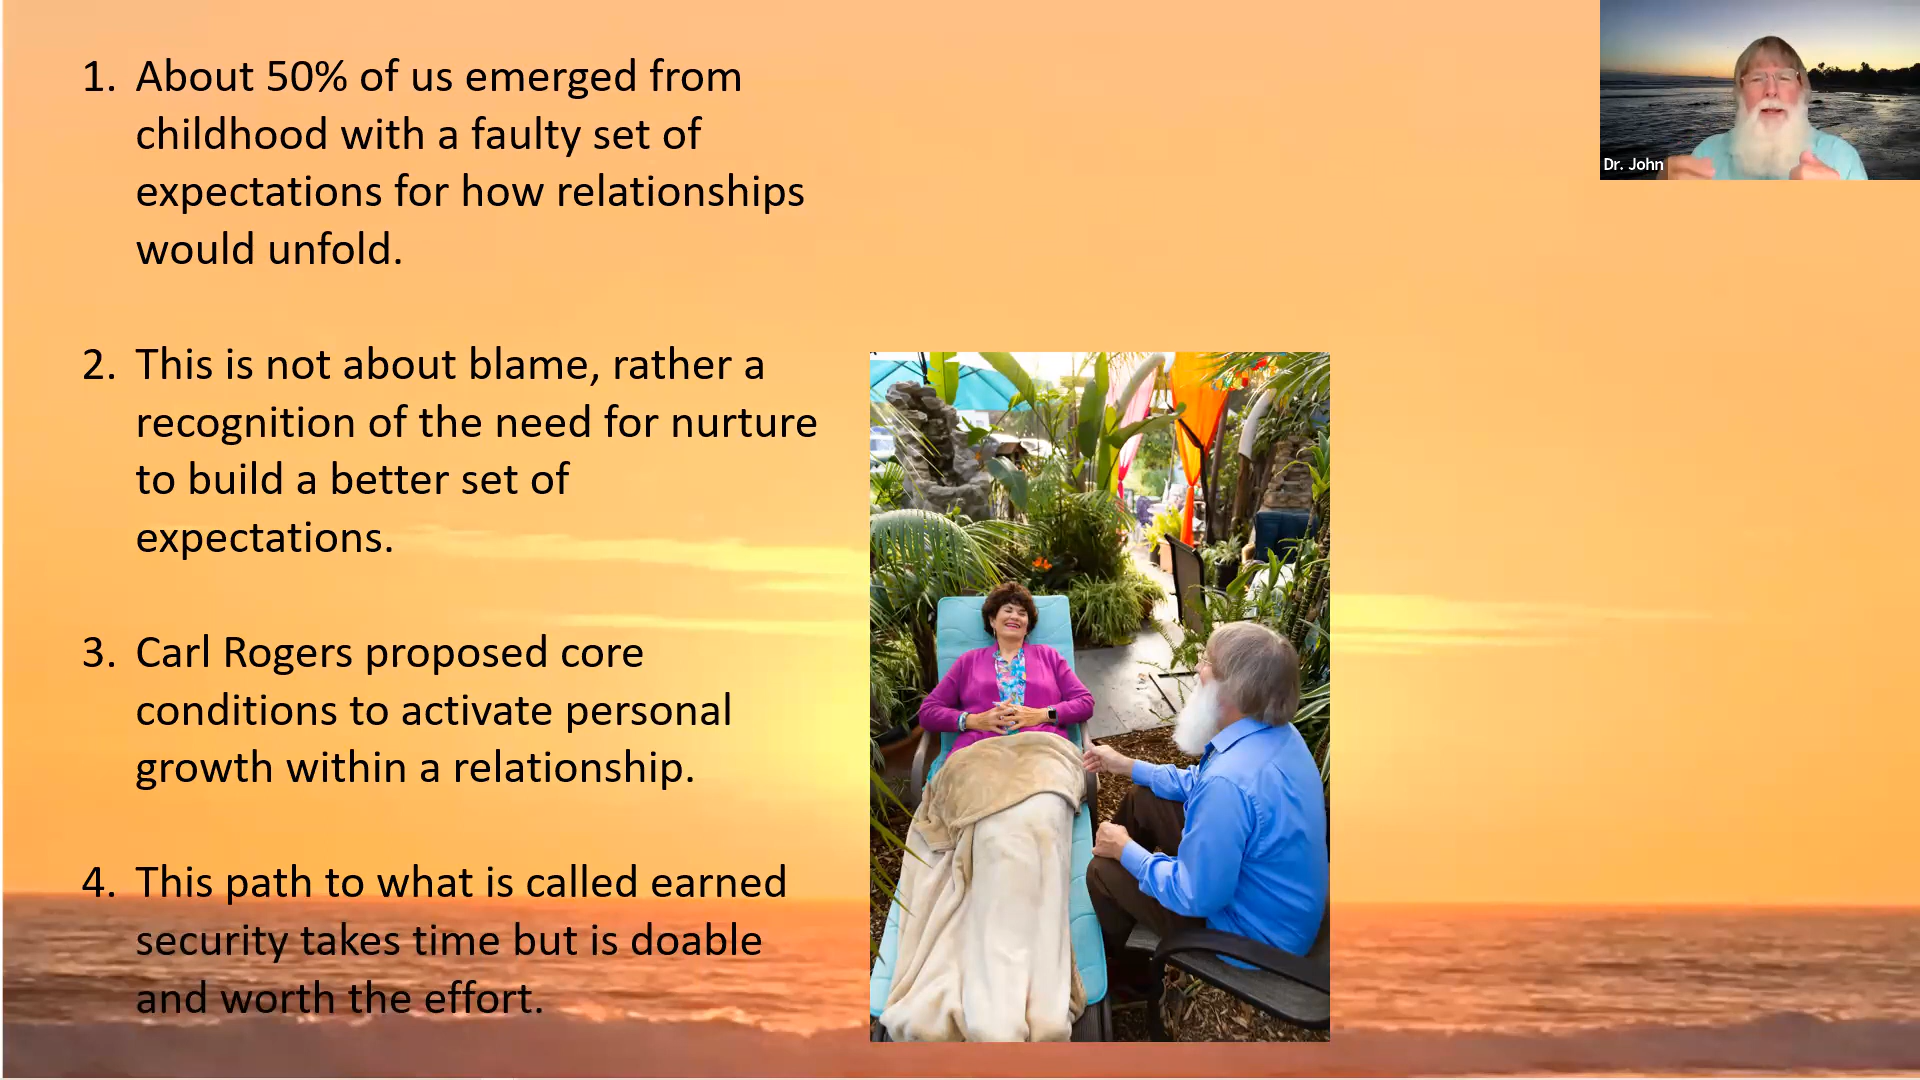 1. About 50% of us emerged from
childhood with a faulty set of
expectations for how relationships
would unfold.
2. This is not about blame, rather a
recognition of the need for nurture
to build a better set of
expectations.
3. Carl Rogers proposed core
conditions to activate personal
growth within a relationship.
4. This path to what is called earned
security takes time but is doable
and worth the effort.
Dr. John